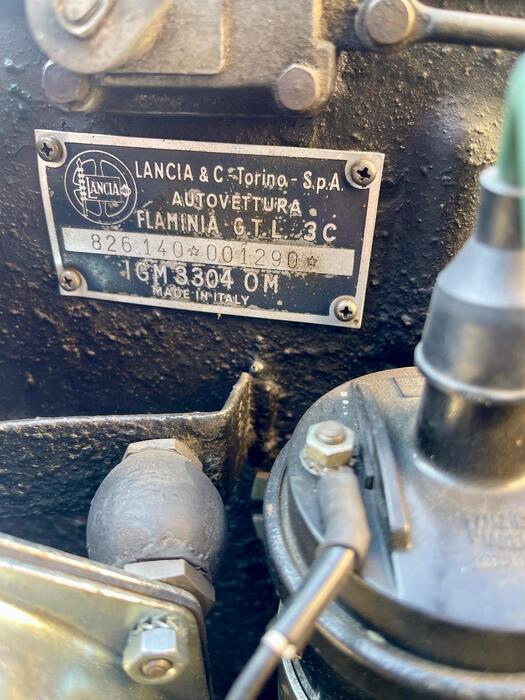 LANCIA
LANCIA & C. Torino - S.p.A.
AUTOVETTURA
FLAMINIA G.T.L. 3C
826.140☆001290☆
IGM 3304 OM
MADE IN ITALY